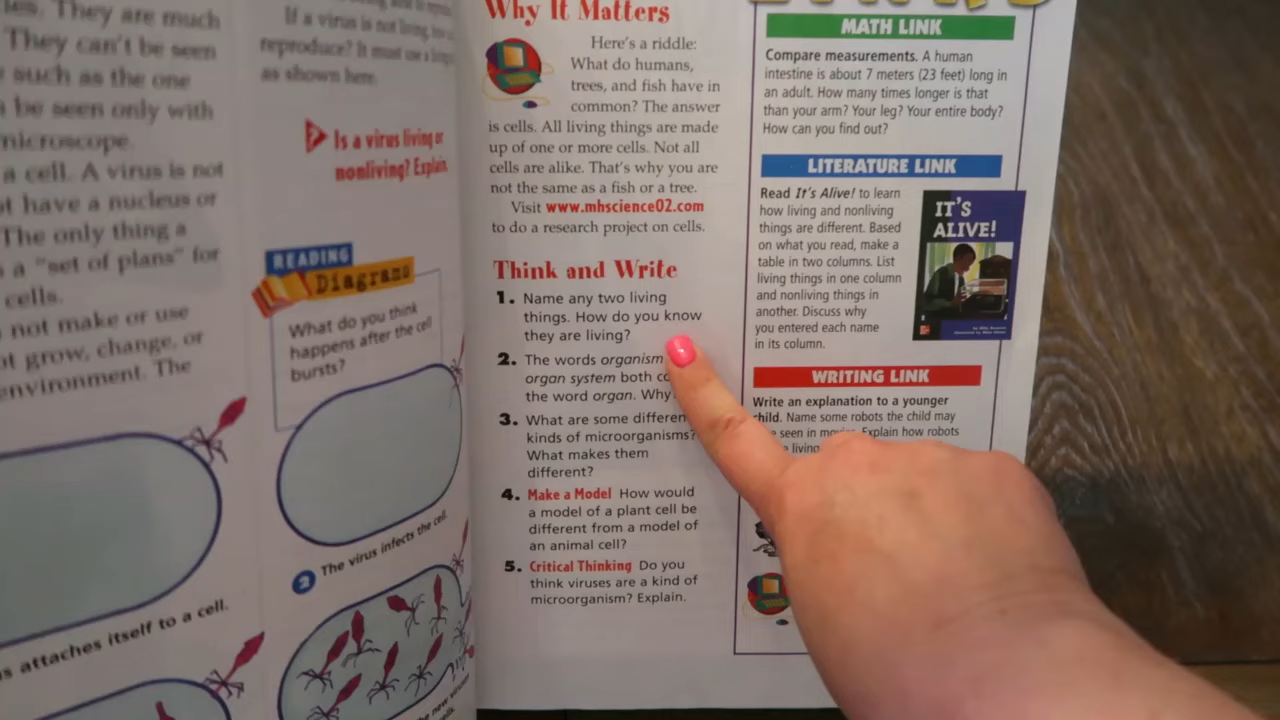 They are much
They can't be seen
such as the one
be seen only with
microscope.
a cell. A virus is not
have a nucleus or
The only thing a
a "set of plans" for
cells.
not make or use
grow, change, or
environment. The
attaches itself to a cell.
If a virus is not living,
reproduce? It must use a
as shown here.
Is a virus living or
nonliving? Explain.
READING
Diagrams
What do you think
happens after the cell
bursts?
2 The virus infects the cell.
Why It Matters
Here's a riddle:
What do humans,
trees, and fish have in
common? The answer
is cells. All living things are made
up of one or more cells. Not all
cells are alike. That's why you are
not the same as a fish or a tree.
Visit www.mhscience02.com
to do a research project on cells.
Think and Write
1. Name any two living
things. How do you know
they are living?
2. The words organism
organ system both
the word organ. Why
3. What are some differen
kinds of microorganisms?
What makes them
different?
4. Make a Model How would
a model of a plant cell be
different from a model of
an animal cell?
5. Critical Thinking Do you
think viruses are a kind of
microorganism? Explain.
MATH LINK
Compare measurements. A human
intestine is about 7 meters (23 feet) long in
an adult. How many times longer is that
than your arm? Your leg? Your entire body?
How can you find out?
LITERATURE LINK
Read It's Alive! to learn
how living and nonliving
things are different. Based
on what you read, make a
table in two columns. List
living things in one column
and nonliving things in
another. Discuss why
you entered each name
in its column.
IT'S
ALIVE!
WRITING LINK
Write an explanation to a younger
child. Name some robots the child may
seen in movies. Explain how robots
living